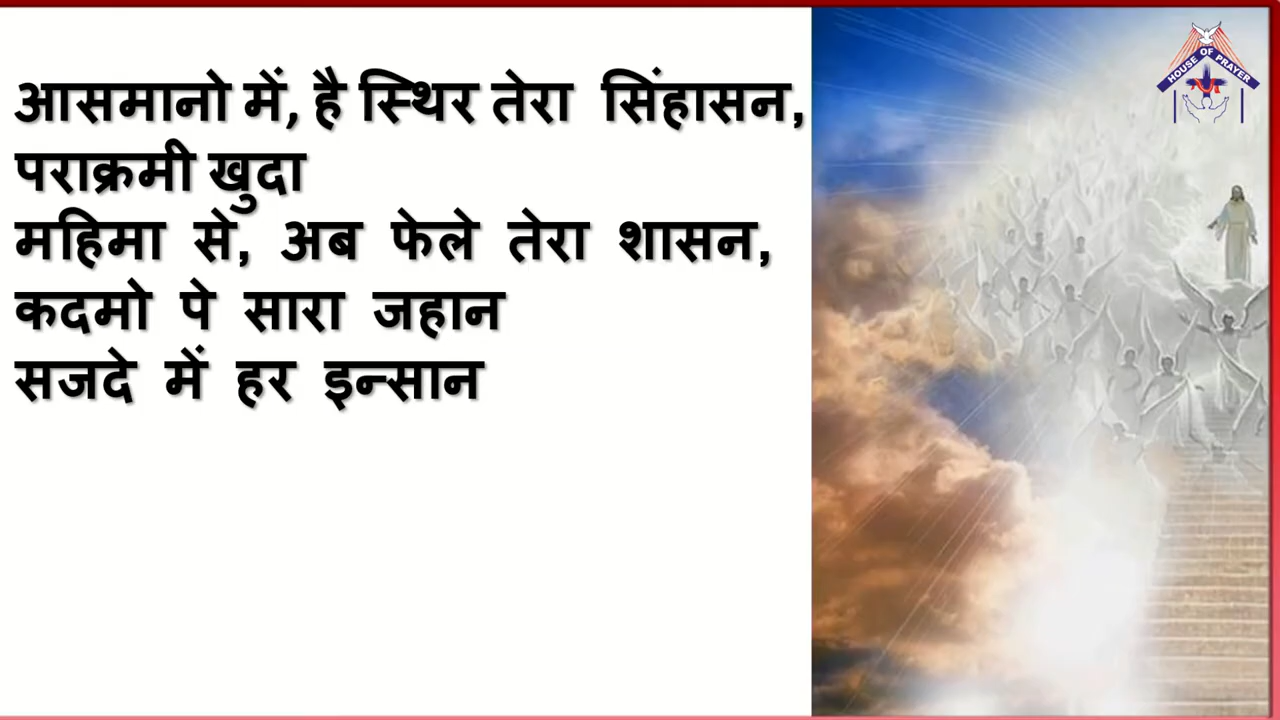 आसमानो में, है स्थिर तेरा सिंहासन,
पराक्रमी खुदा
महिमा से, अब फेले तेरा शासन,
कदमो पे सारा जहान
सजदे में हर इन्सान
HOUSE OF PRAYER